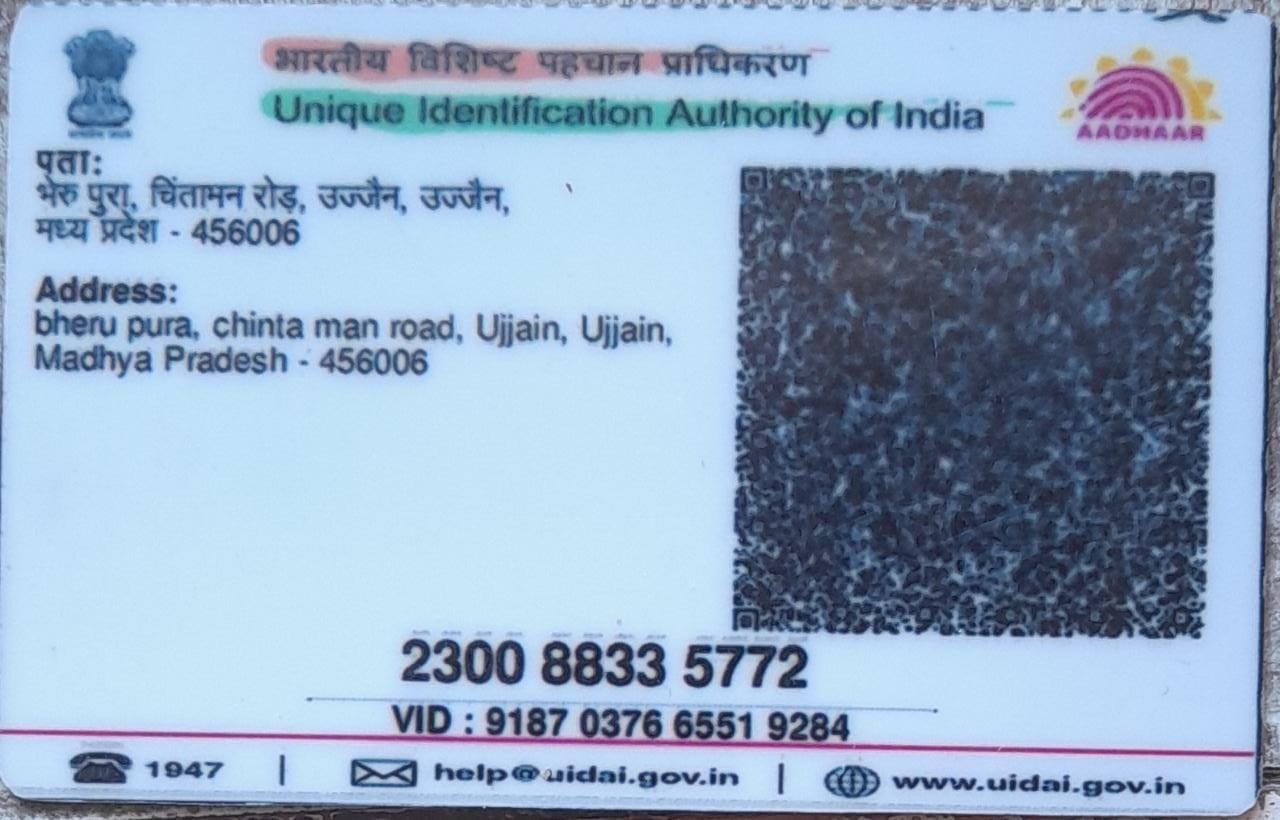 भारतीय विशिष्ट पहचान प्राधिकरण
Unique Identification Authority of India
AADHAAR
पता:
भेरु पुरा, चिंतामन रोड़, उज्जैन, उज्जैन,
मध्य प्रदेश - 456006
Address:
bheru pura, chinta man road, Ujjain, Ujjain,
Madhya Pradesh - 456006
2300 8833 5772
VID : 9187 0376 6551 9284
1947 | help@uidai.gov.in | www.uidai.gov.in